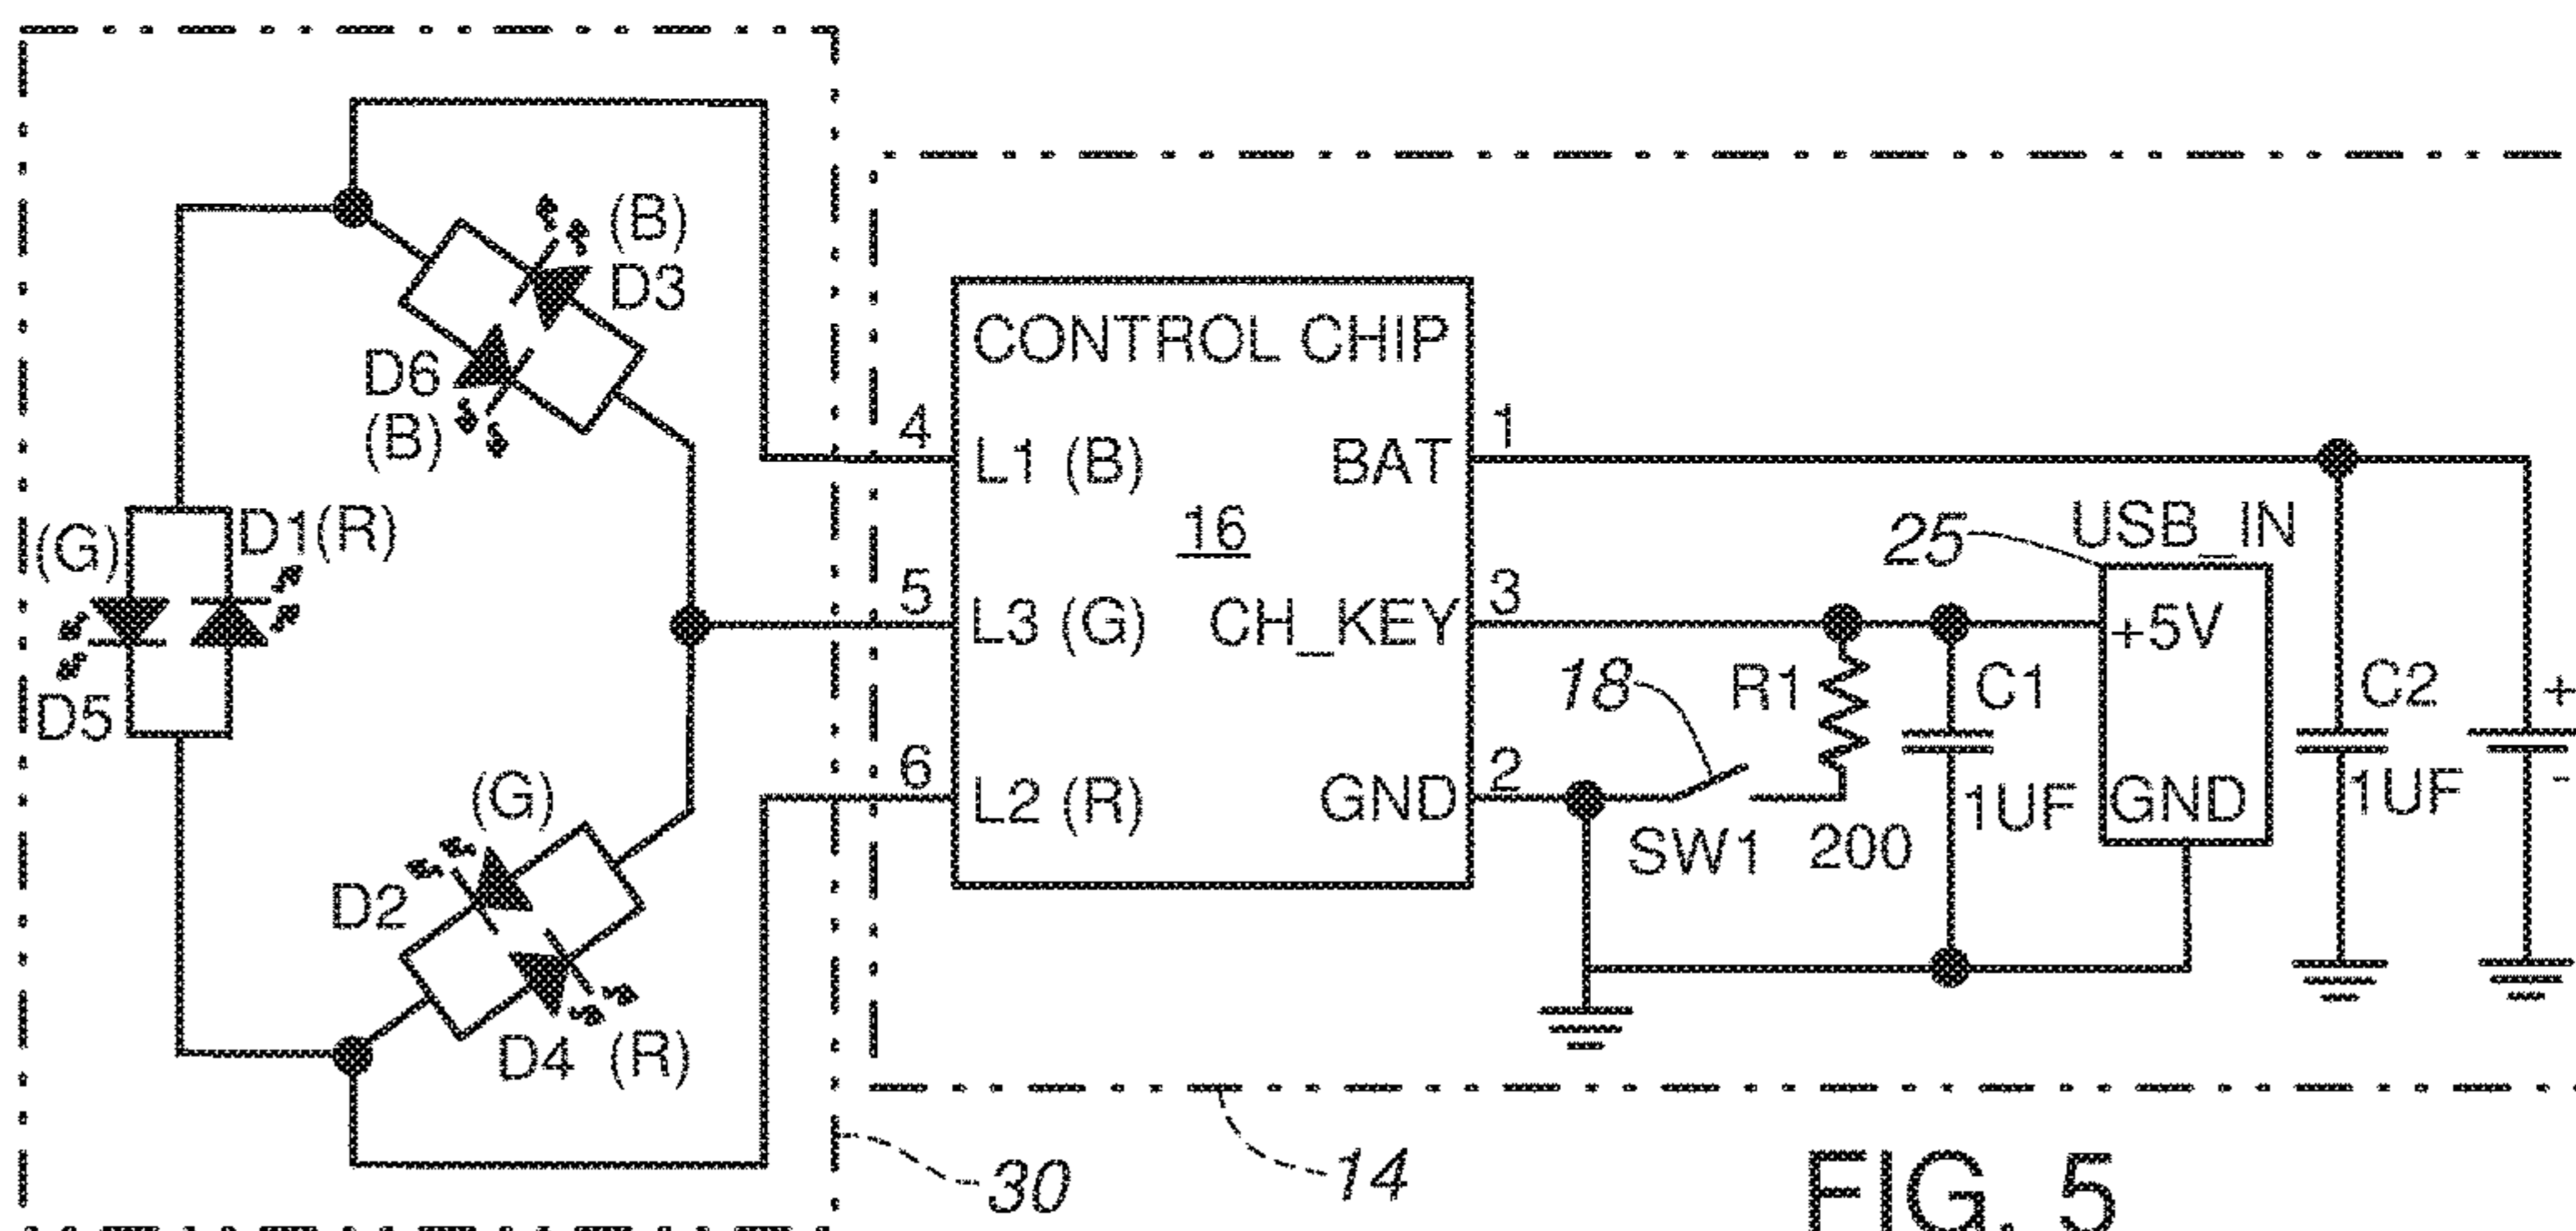 (B)
D3
D6
(B)
(G)
D1(R)
D5
(G)
D2
D4 (R)
CONTROL CHIP
4
L1 (B)
BAT
1
16
5
L3 (G)
CH_KEY
3
6
L2 (R)
GND
2
25
USB_IN
+5V
GND
18
R1
200
SW1
C1
1UF
C2
1UF
+
-
30
14
FIG. 5